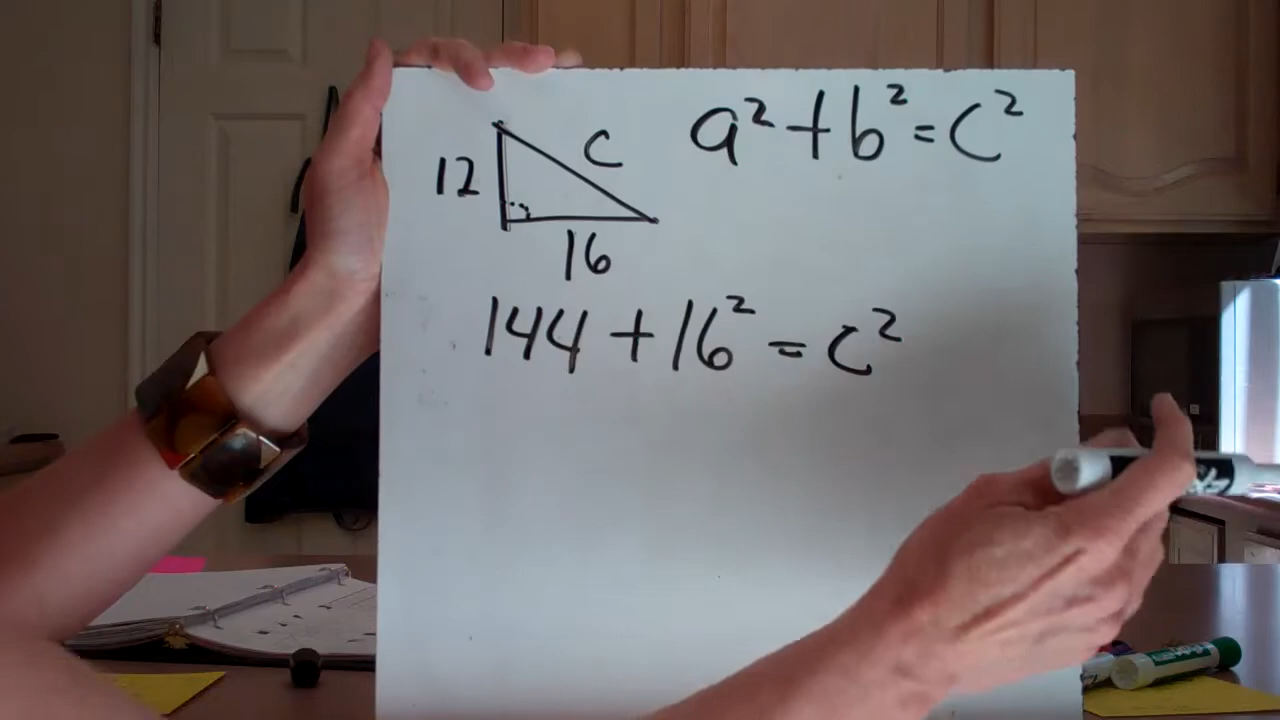 a² + b² = c²
12
c
16
144 + 16² = c²